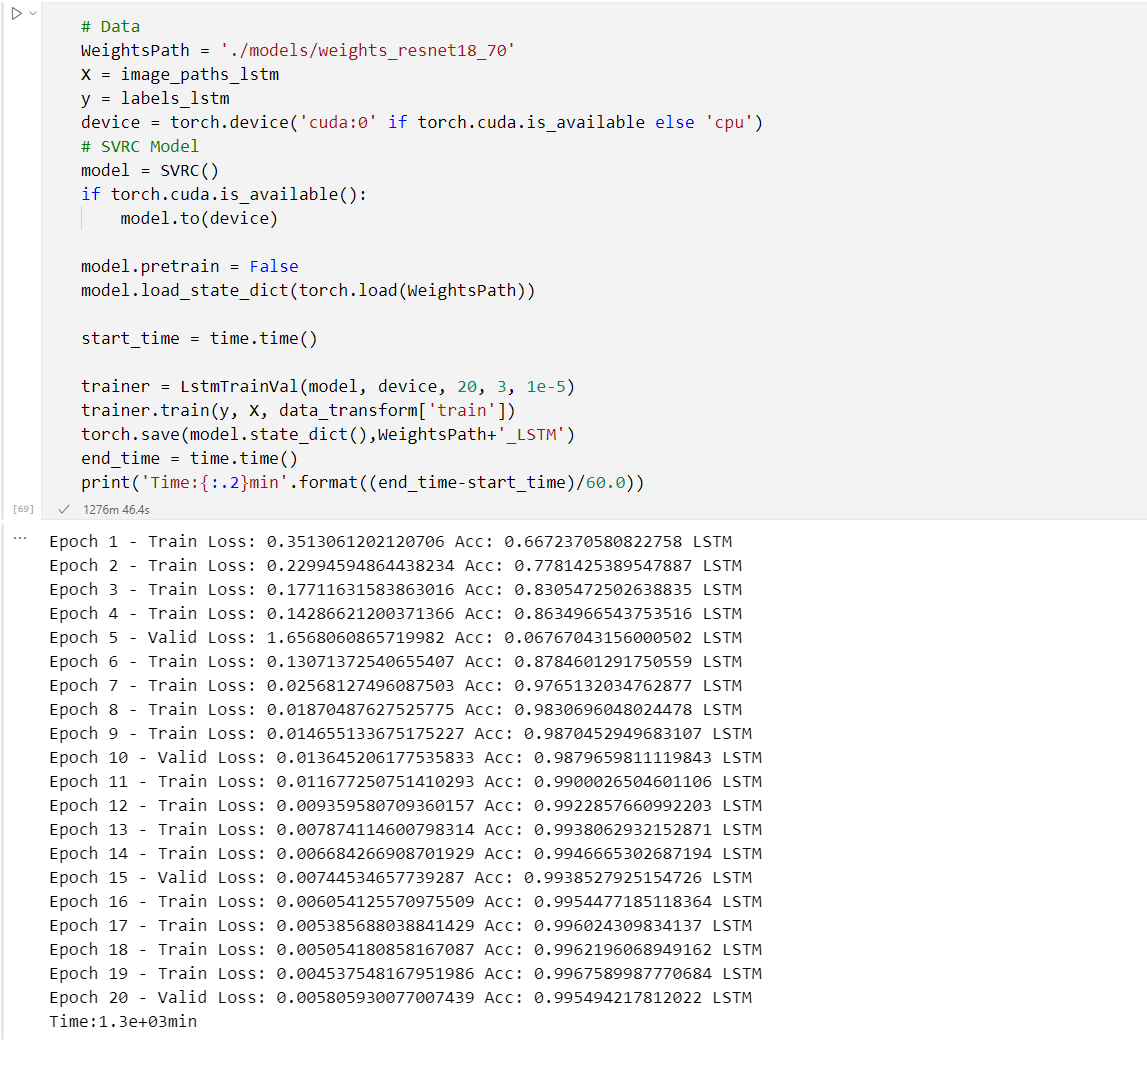 # Data
WeightsPath = './models/weights_resnet18_70'
X = image_paths_lstm
y = labels_lstm
device = torch.device('cuda:0' if torch.cuda.is_available else 'cpu')
# SVRC Model
model = SVRC()
if torch.cuda.is_available():
    model.to(device)
model.pretrain = False
model.load_state_dict(torch.load(WeightsPath))
start_time = time.time()
trainer = LstmTrainVal(model, device, 20, 3, 1e-5)
trainer.train(y, X, data_transform['train'])
torch.save(model.state_dict(),WeightsPath+'_LSTM')
end_time = time.time()
print('Time:{:.2}min'.format((end_time-start_time)/60.0))
[69] ✓ 1276m 46.4s
... Epoch 1 - Train Loss: 0.3513061202120706 Acc: 0.6672370580822758 LSTM
Epoch 2 - Train Loss: 0.22994594864438234 Acc: 0.7781425389547887 LSTM
Epoch 3 - Train Loss: 0.17711631583863016 Acc: 0.8305472502638835 LSTM
Epoch 4 - Train Loss: 0.14286621200371366 Acc: 0.8634966543753516 LSTM
Epoch 5 - Valid Loss: 1.6568060865719982 Acc: 0.06767043156000502 LSTM
Epoch 6 - Train Loss: 0.13071372540655407 Acc: 0.8784601291750559 LSTM
Epoch 7 - Train Loss: 0.02568127496087503 Acc: 0.9765132034762877 LSTM
Epoch 8 - Train Loss: 0.01870487627525775 Acc: 0.9830696048024478 LSTM
Epoch 9 - Train Loss: 0.014655133675175227 Acc: 0.9870452949683107 LSTM
Epoch 10 - Valid Loss: 0.013645206177535833 Acc: 0.9879659811119843 LSTM
Epoch 11 - Train Loss: 0.011677250751410293 Acc: 0.9900026504601106 LSTM
Epoch 12 - Train Loss: 0.009359580709360157 Acc: 0.9922857660992203 LSTM
Epoch 13 - Train Loss: 0.007874114600798314 Acc: 0.9938062932152871 LSTM
Epoch 14 - Train Loss: 0.006684266908701929 Acc: 0.9946665302687194 LSTM
Epoch 15 - Valid Loss: 0.00744534657739287 Acc: 0.9938527925154726 LSTM
Epoch 16 - Train Loss: 0.006054125570975509 Acc: 0.9954477185118364 LSTM
Epoch 17 - Train Loss: 0.005385688038841429 Acc: 0.996024309834137 LSTM
Epoch 18 - Train Loss: 0.005054180858167087 Acc: 0.9962196068949162 LSTM
Epoch 19 - Train Loss: 0.004537548167951986 Acc: 0.9967589987770684 LSTM
Epoch 20 - Valid Loss: 0.005805930077007439 Acc: 0.995494217812022 LSTM
Time:1.3e+03min